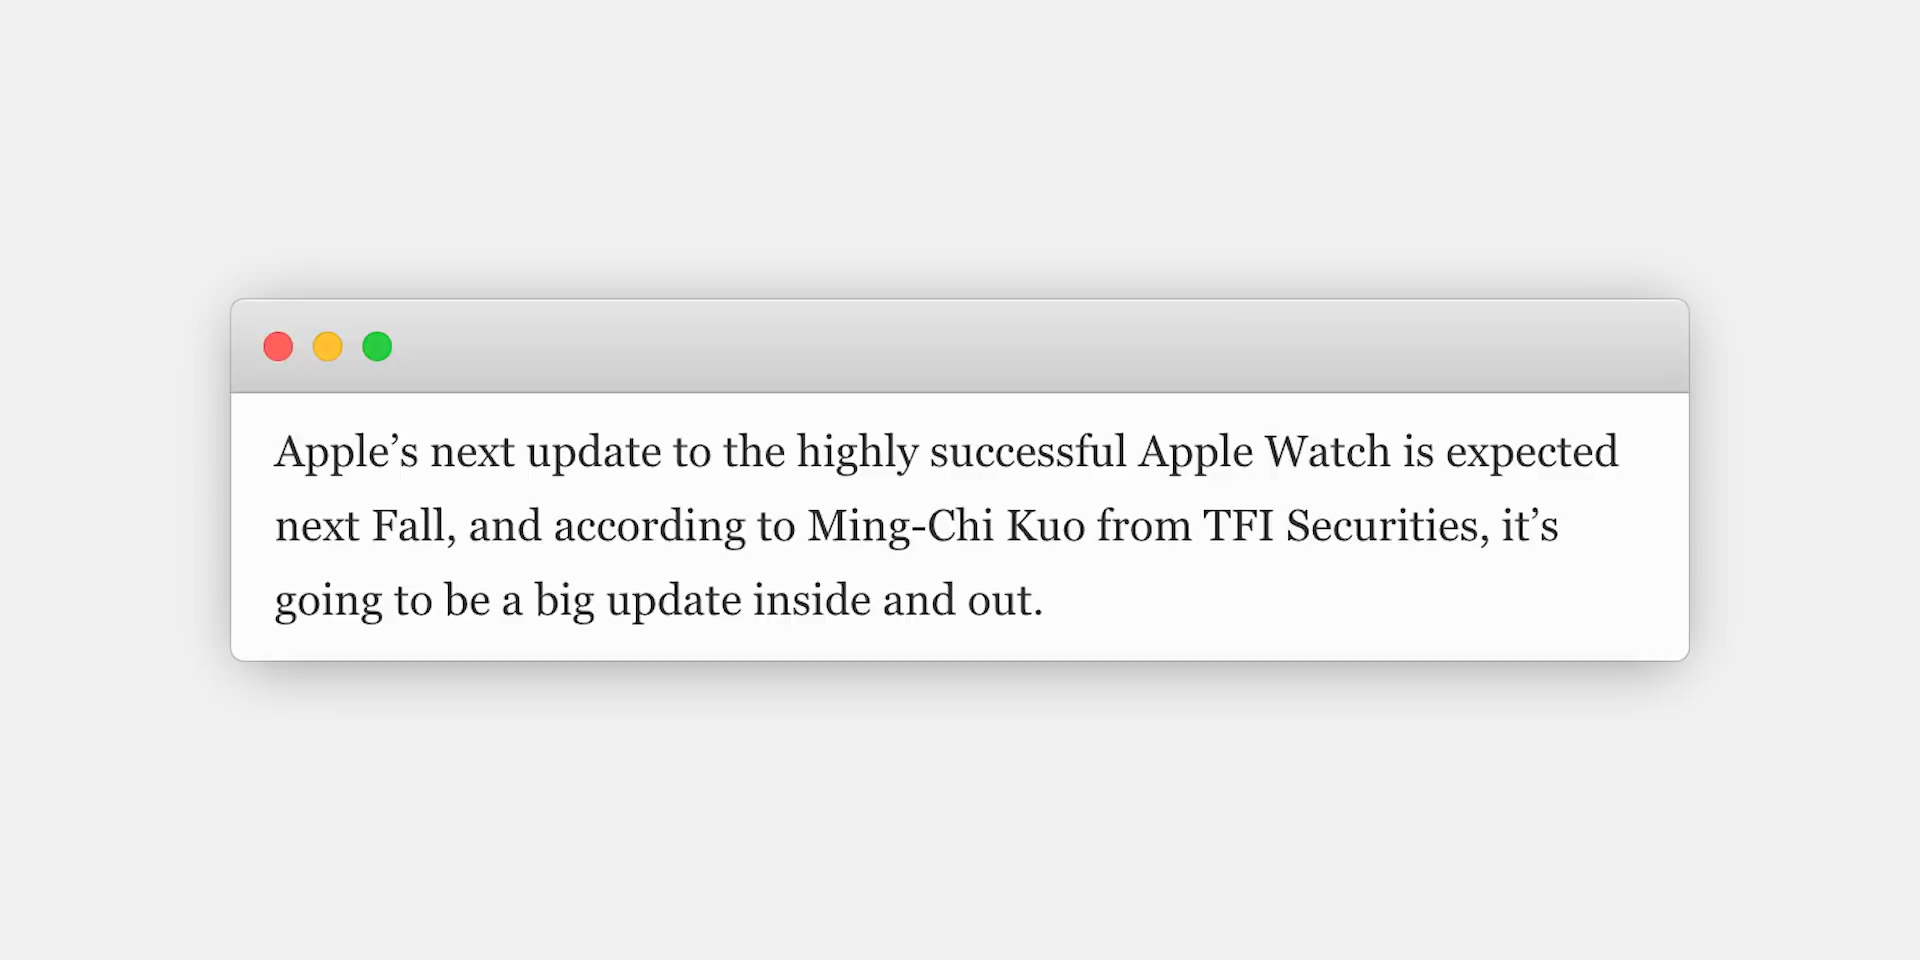 Apple’s next update to the highly successful Apple Watch is expected
next Fall, and according to Ming-Chi Kuo from TFI Securities, it’s
going to be a big update inside and out.